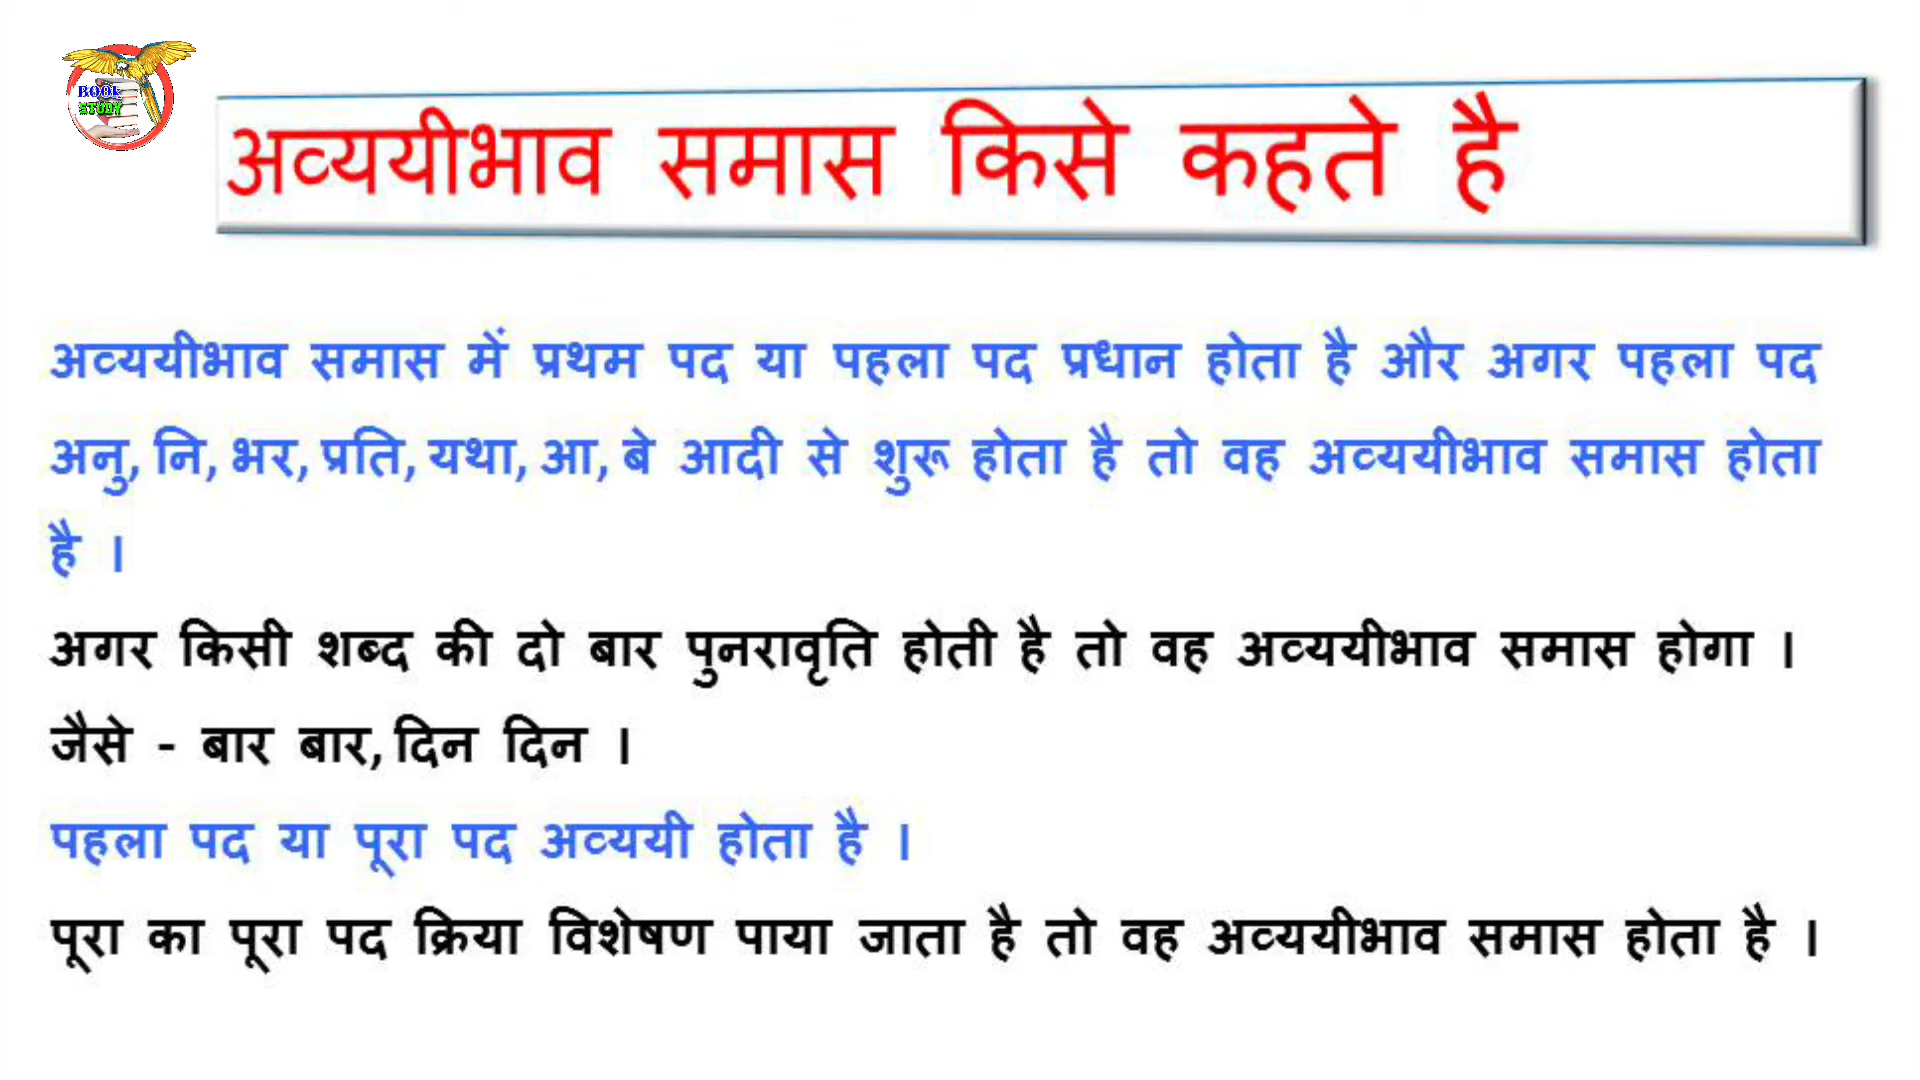 BOOK
STUDY
अव्ययीभाव समास किसे कहते है
अव्ययीभाव समास में प्रथम पद या पहला पद प्रधान होता है और अगर पहला पद
अनु, नि, भर, प्रति, यथा, आ, बे आदी से शुरू होता है तो वह अव्ययीभाव समास होता
है ।
अगर किसी शब्द की दो बार पुनरावृति होती है तो वह अव्ययीभाव समास होगा ।
जैसे - बार बार, दिन दिन ।
पहला पद या पूरा पद अव्ययी होता है ।
पूरा का पूरा पद क्रिया विशेषण पाया जाता है तो वह अव्ययीभाव समास होता है ।